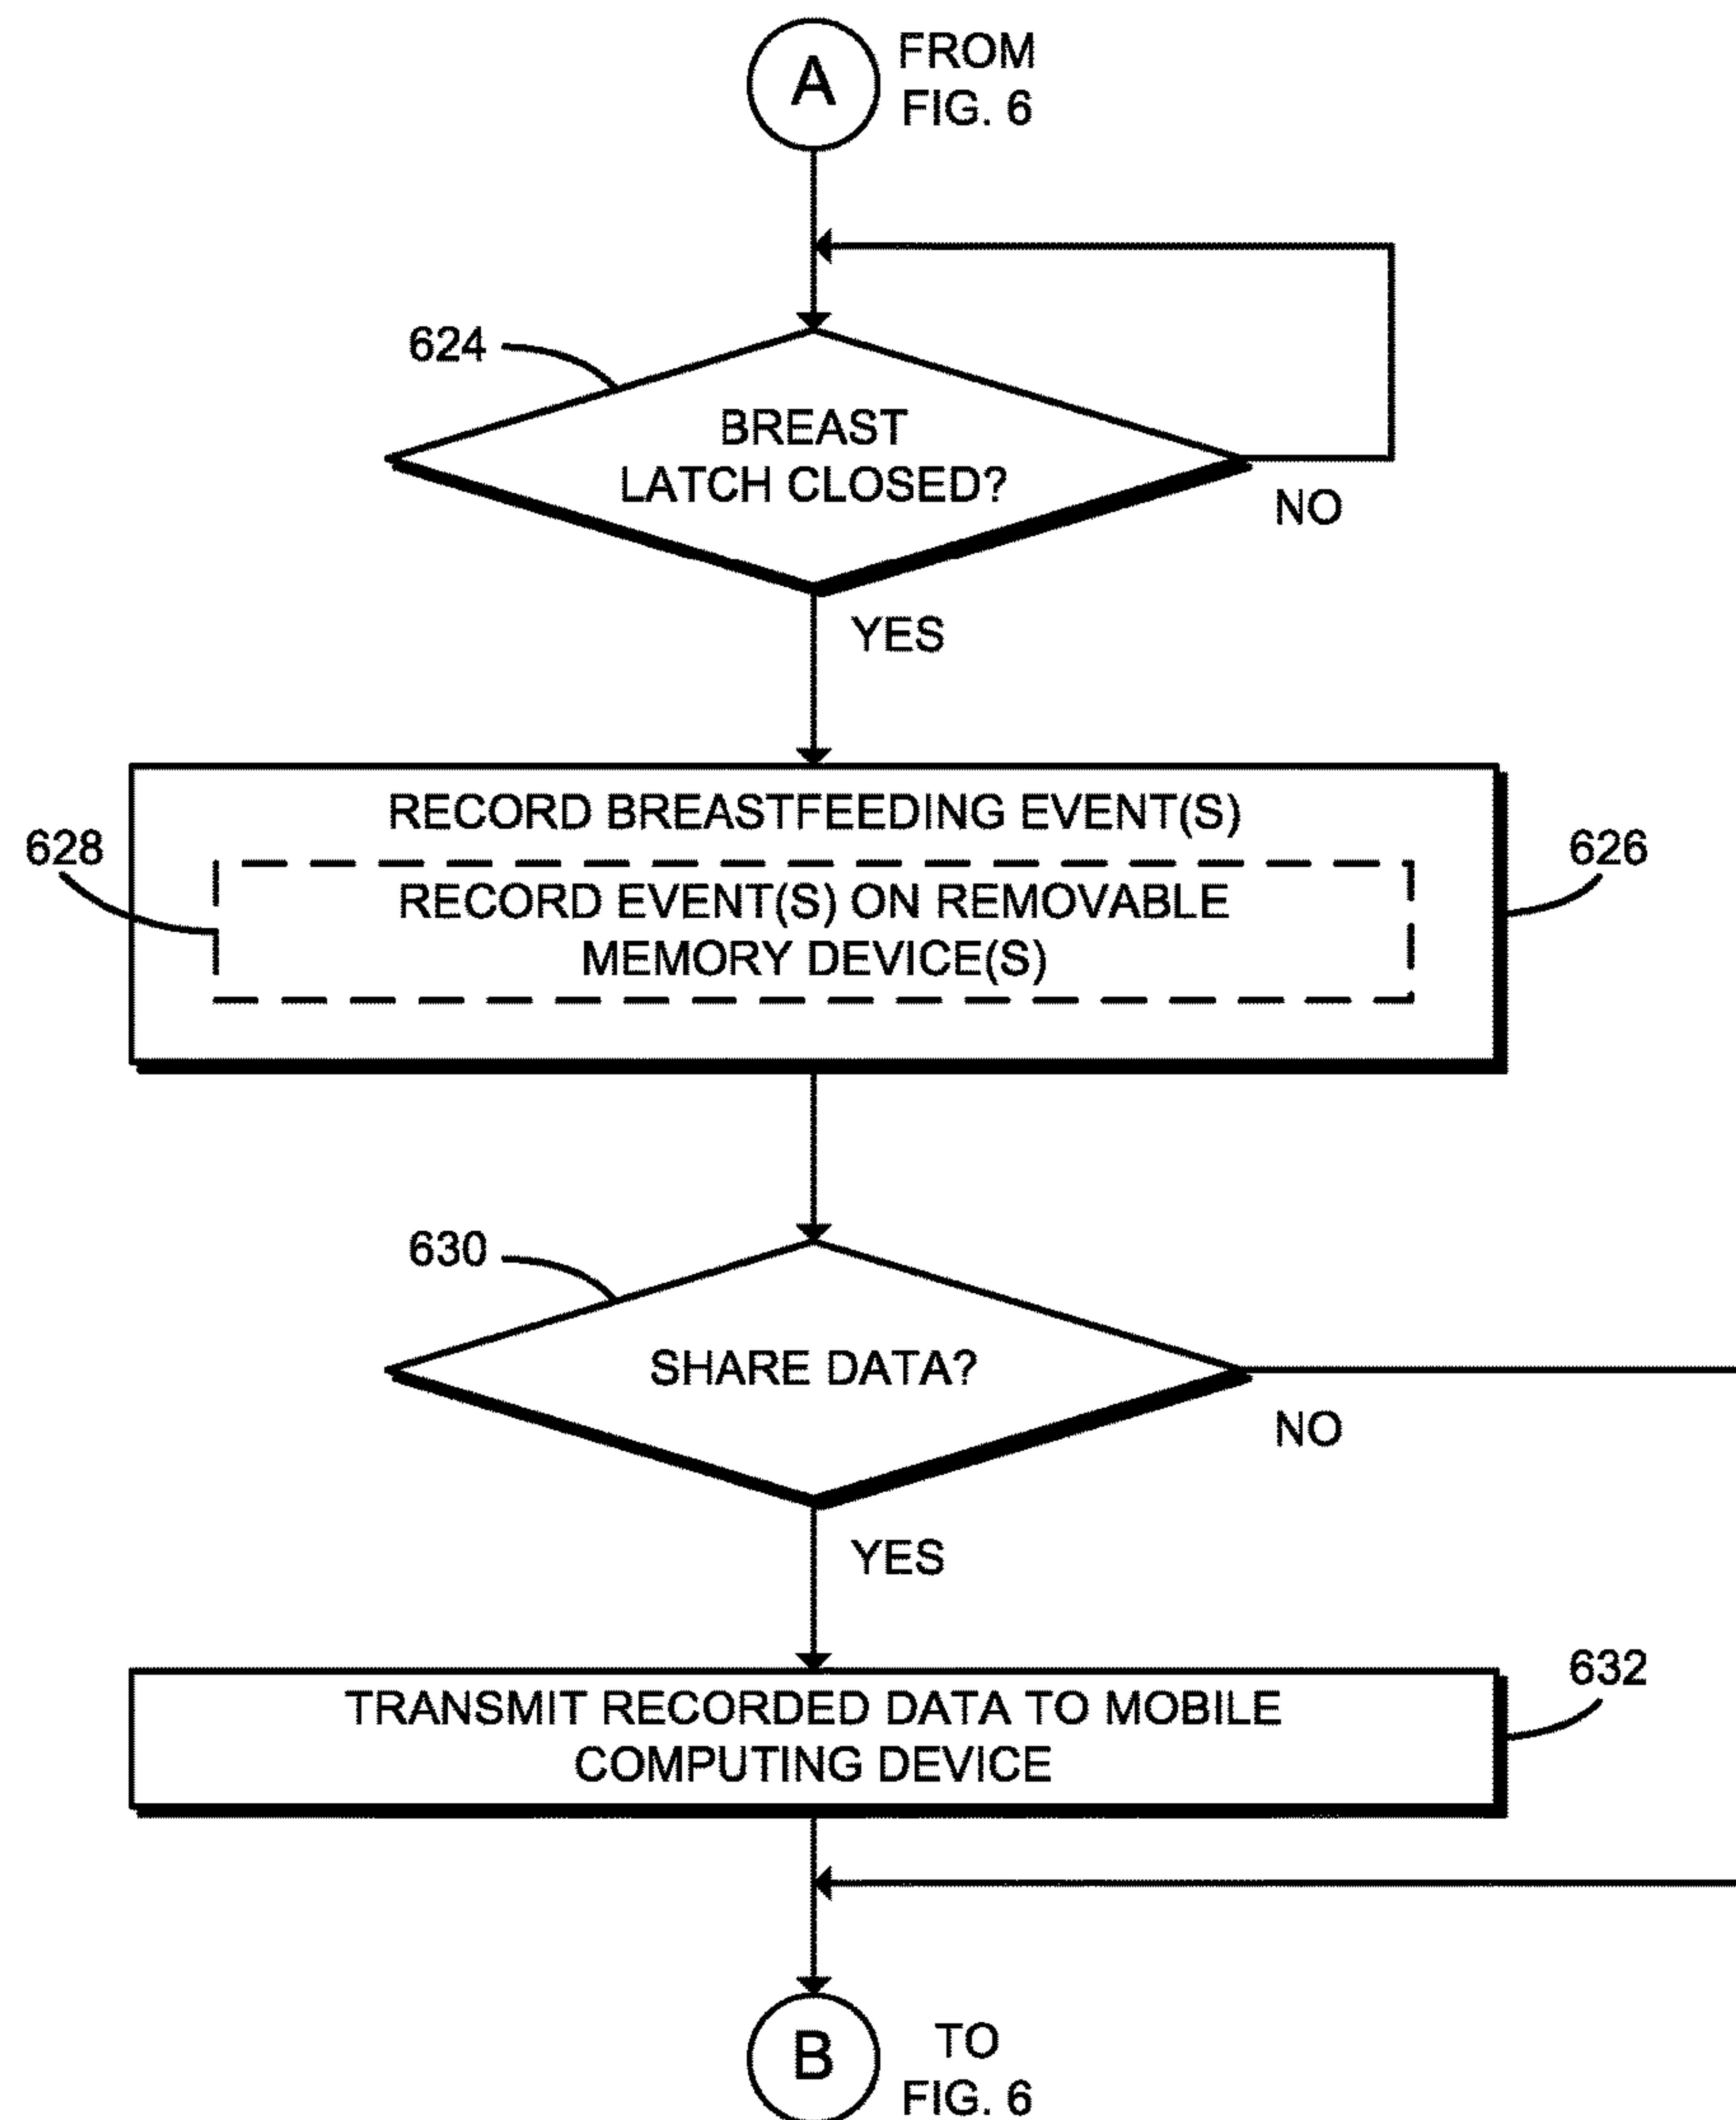 A
FROM
FIG. 6
624
BREAST
LATCH CLOSED?
NO
YES
RECORD BREASTFEEDING EVENT(S)
628
626
RECORD EVENT(S) ON REMOVABLE
MEMORY DEVICE(S)
630
SHARE DATA?
NO
YES
632
TRANSMIT RECORDED DATA TO MOBILE
COMPUTING DEVICE
B
TO
FIG. 6